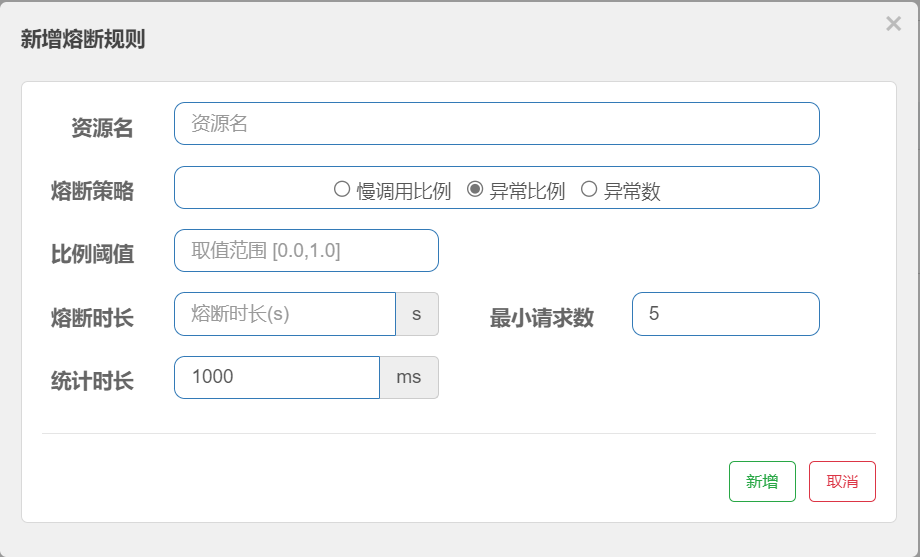 新增熔断规则
×
资源名 资源名
熔断策略 慢调用比例 异常比例 异常数
比例阈值 取值范围 [0.0,1.0]
熔断时长 熔断时长(s) s 最小请求数 5
统计时长 1000 ms
新增 取消